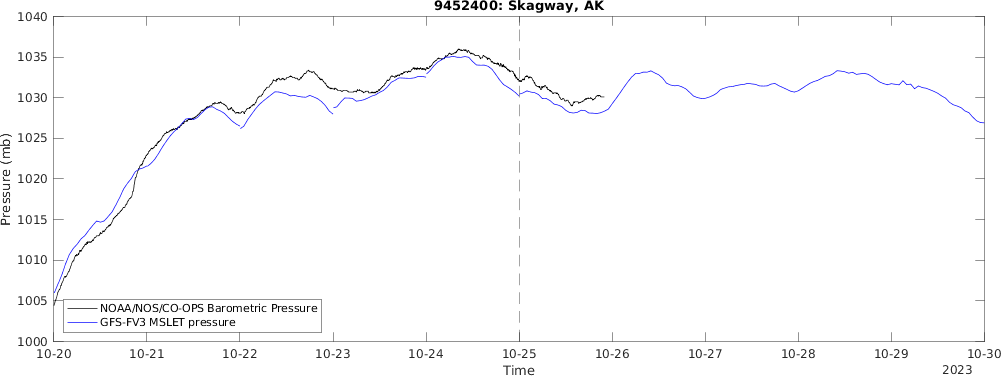 9452400: Skagway, AK
1040
1035
1030
1025
1020
1015
1010
1005
1000
Pressure (mb)
NOAA/NOS/CO-OPS Barometric Pressure
GFS-FV3 MSLET pressure
10-20 10-21 10-22 10-23 10-24 10-25 10-26 10-27 10-28 10-29 10-30
Time
2023